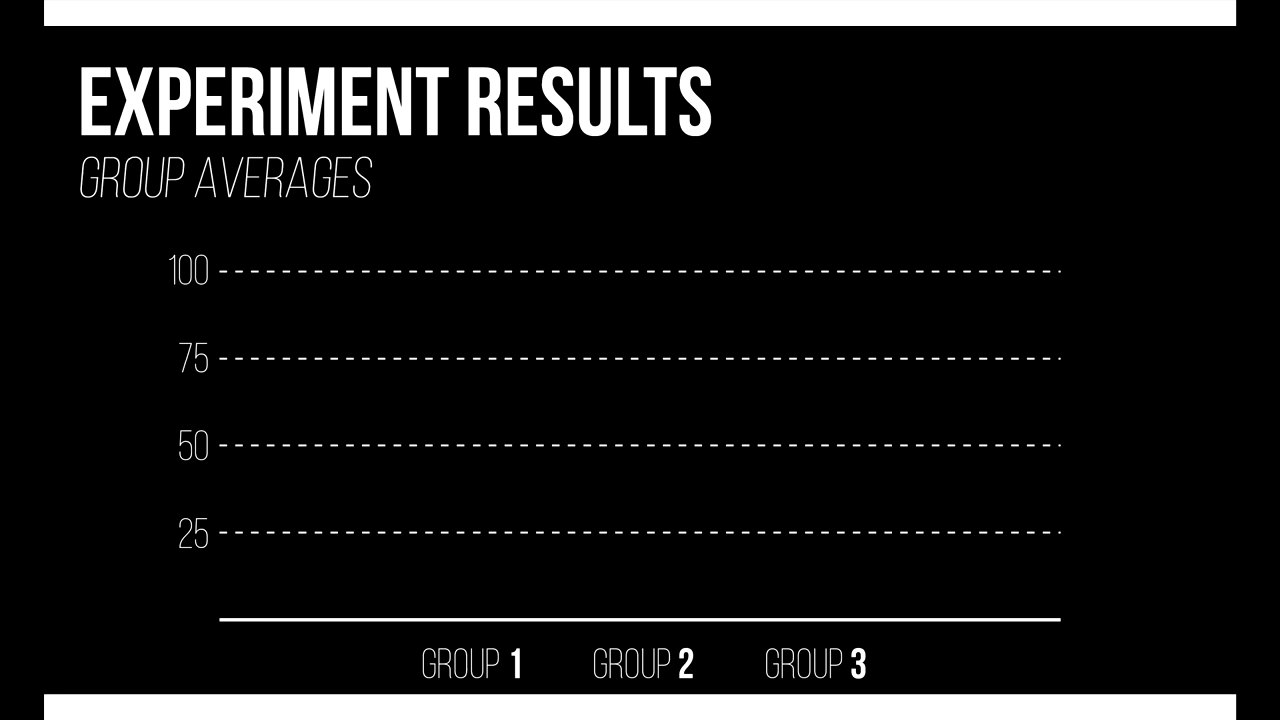 EXPERIMENT RESULTS
GROUP AVERAGES
100
75
50
25
GROUP 1 GROUP 2 GROUP 3